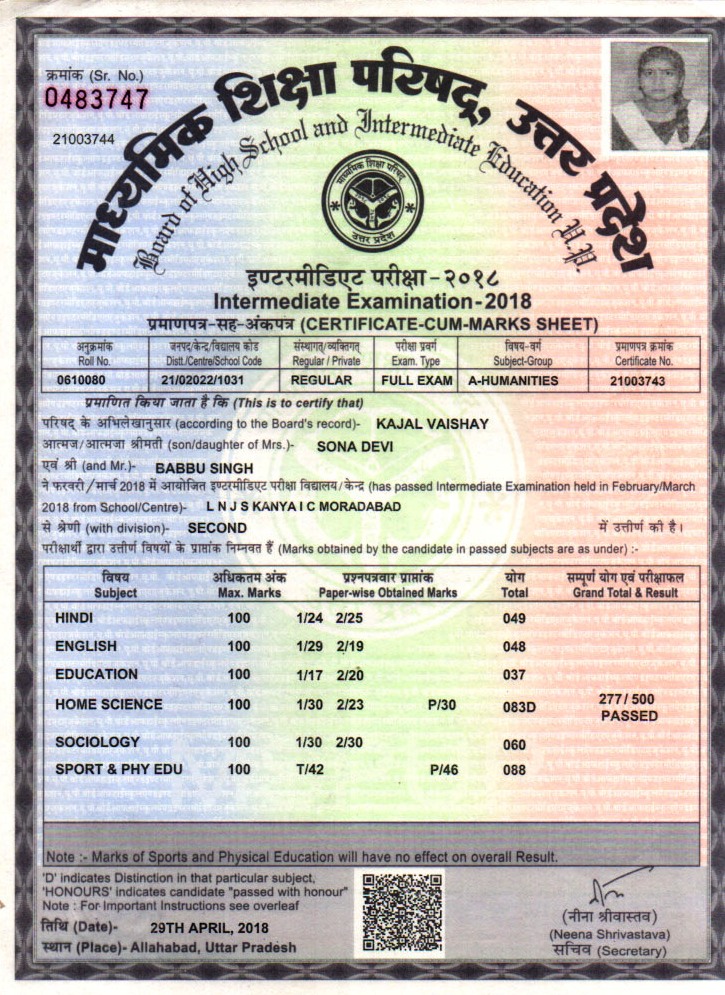 क्रमांक (Sr. No.)
0483747
21003744
माध्यमिक शिक्षा परिषद्, उत्तर प्रदेश
Board of High School and Intermediate Education U.P.
माध्यमिक शिक्षा परिषद
उत्तर प्रदेश
इण्टरमीडिएट परीक्षा-२०१८
Intermediate Examination-2018
प्रमाणपत्र-सह-अंकपत्र (CERTIFICATE-CUM-MARKS SHEET)
अनुक्रमांक जनपद/केन्द्र/विद्यालय कोड संस्थागत/व्यक्तिगत् परीक्षा प्रवर्ग विषय-वर्ग प्रमाणपत्र क्रमांक
Roll No. Distt./Centre/School Code Regular / Private Exam. Type Subject-Group Certificate No.
0610080 21/02022/1031 REGULAR FULL EXAM A-HUMANITIES 21003743
प्रमाणित किया जाता है कि (This is to certify that)
परिषद् के अभिलेखानुसार (according to the Board's record)- KAJAL VAISHAY
आत्मज/आत्मजा श्रीमती (son/daughter of Mrs.)- SONA DEVI
एवं श्री (and Mr.)- BABBU SINGH
ने फरवरी/मार्च 2018 में आयोजित इण्टरमीडिएट परीक्षा विद्यालय/केन्द्र (has passed Intermediate Examination held in February/March
2018 from School/Centre)- L N J S KANYA I C MORADABAD
से श्रेणी (with division)- SECOND में उत्तीर्ण की है।
परीक्षार्थी द्वारा उत्तीर्ण विषयों के प्राप्तांक निम्नवत हैं (Marks obtained by the candidate in passed subjects are as under) :-
विषय अधिकतम अंक प्रश्नपत्रवार प्राप्तांक योग सम्पूर्ण योग एवं परीक्षाफल
Subject Max. Marks Paper-wise Obtained Marks Total Grand Total & Result
HINDI 100 1/24 2/25 049
ENGLISH 100 1/29 2/19 048
EDUCATION 100 1/17 2/20 037
HOME SCIENCE 100 1/30 2/23 P/30 083D 277/ 500
PASSED
SOCIOLOGY 100 1/30 2/30 060
SPORT & PHY EDU 100 T/42 P/46 088
Note :- Marks of Sports and Physical Education will have no effect on overall Result.
'D' indicates Distinction in that particular subject,
'HONOURS' indicates candidate "passed with honour"
Note : For Important Instructions see overleaf
तिथि (Date)- 29TH APRIL, 2018
स्थान (Place)- Allahabad, Uttar Pradesh
(नीना श्रीवास्तव)
(Neena Shrivastava)
सचिव (Secretary)